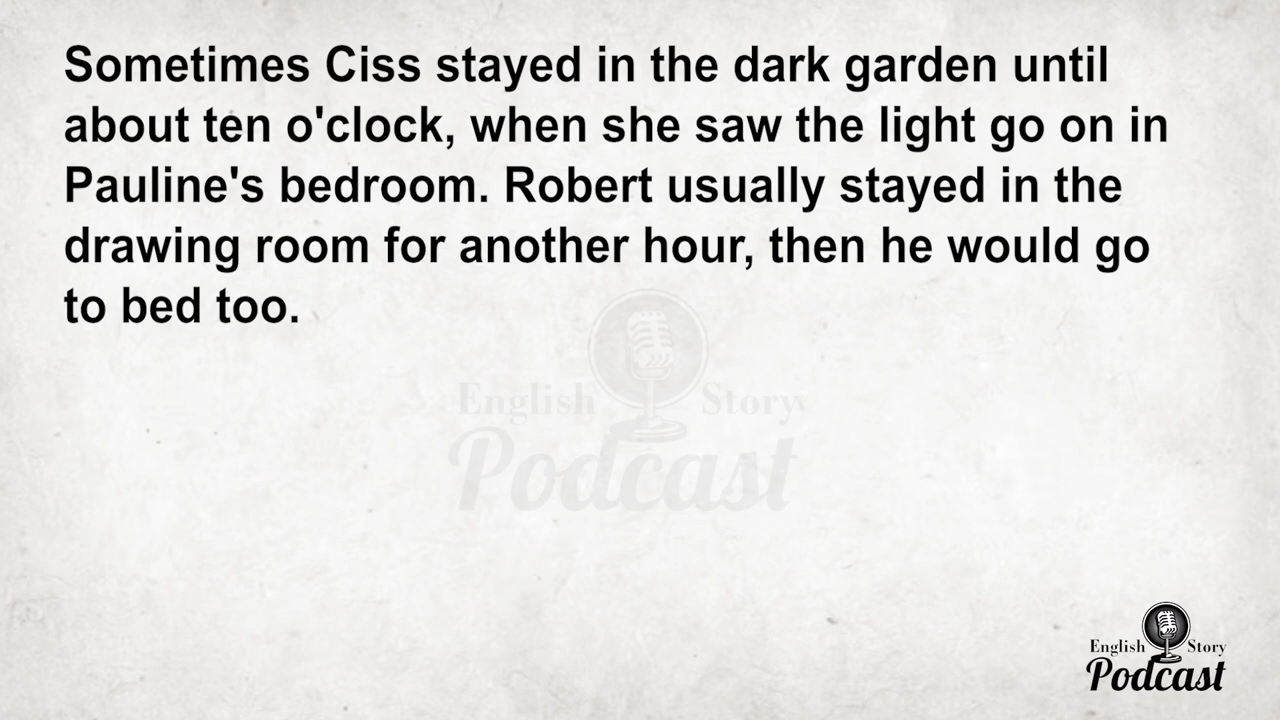 Sometimes Ciss stayed in the dark garden until
about ten o'clock, when she saw the light go on in
Pauline's bedroom. Robert usually stayed in the
drawing room for another hour, then he would go
to bed too.
English Story
Podcast
English Story
Podcast